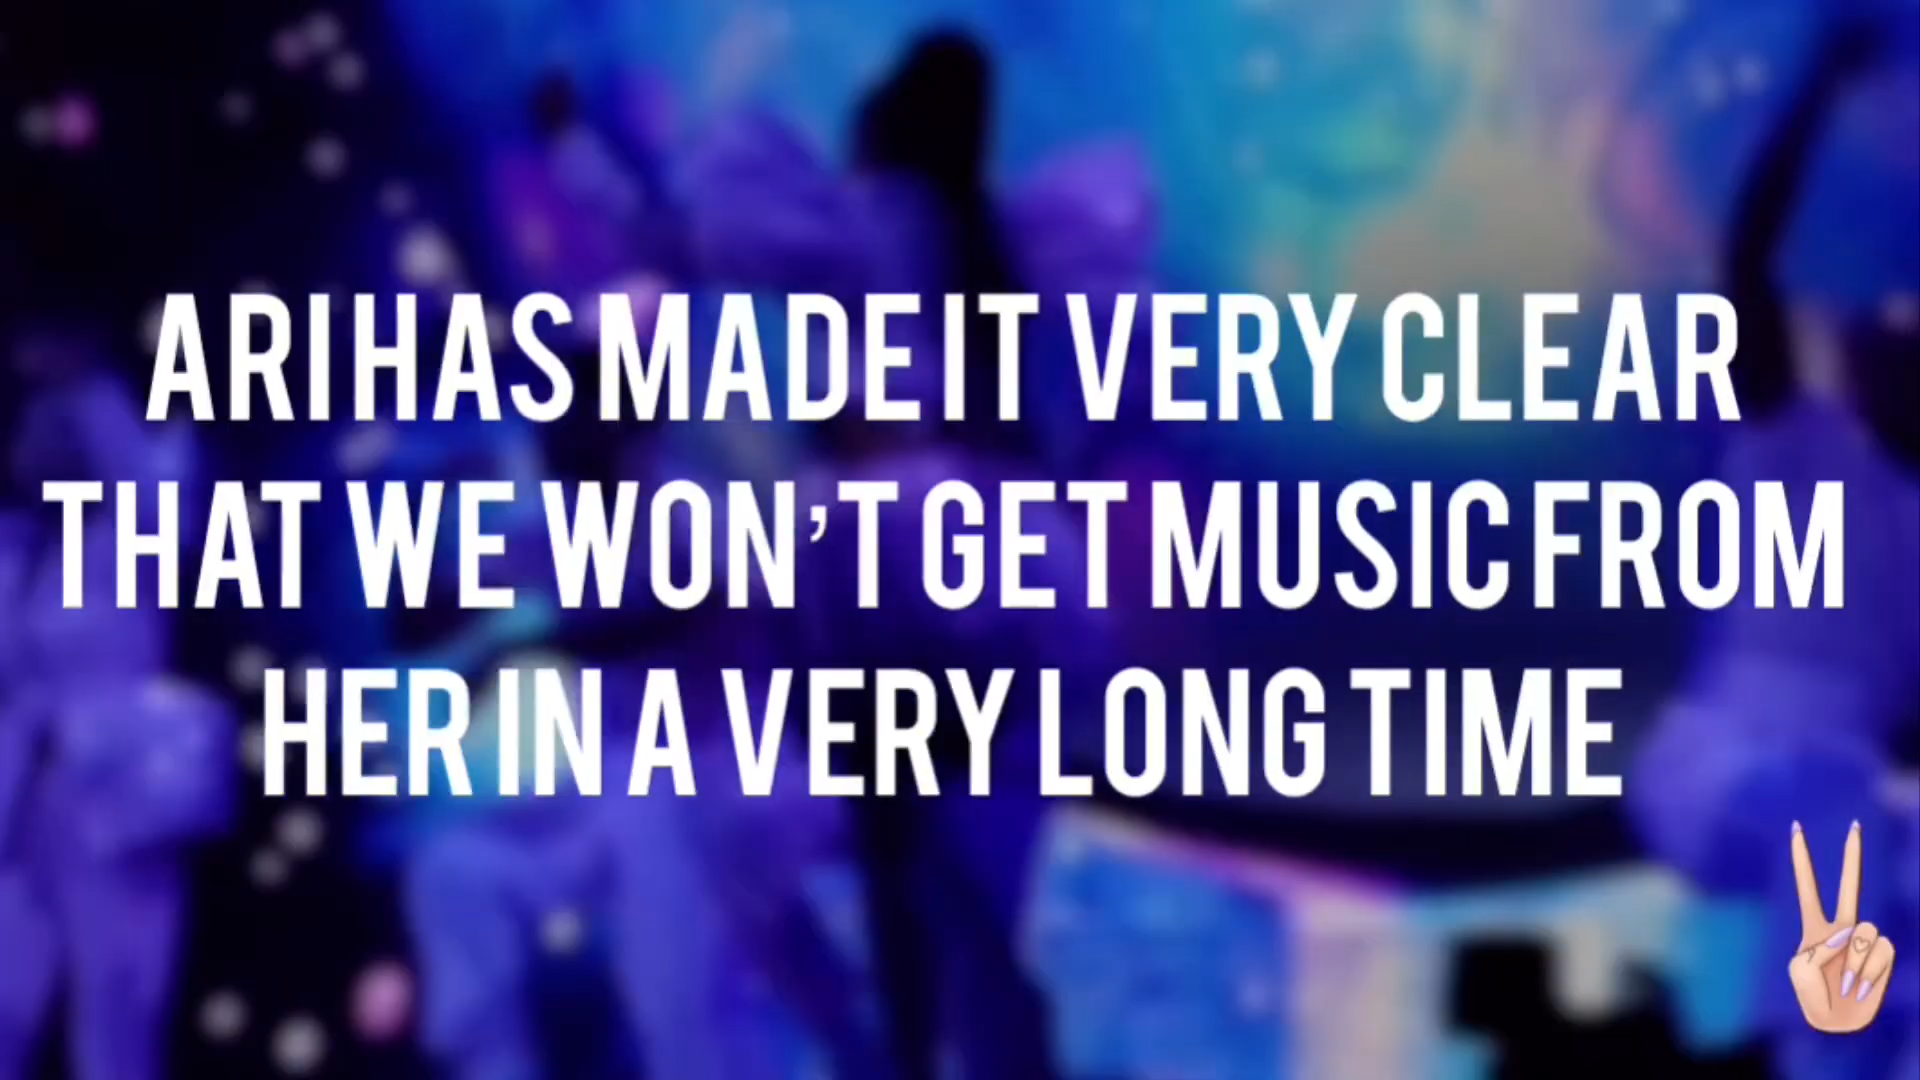 ARI HAS MADE IT VERY CLEAR
THAT WE WON'T GET MUSIC FROM
HER IN A VERY LONG TIME